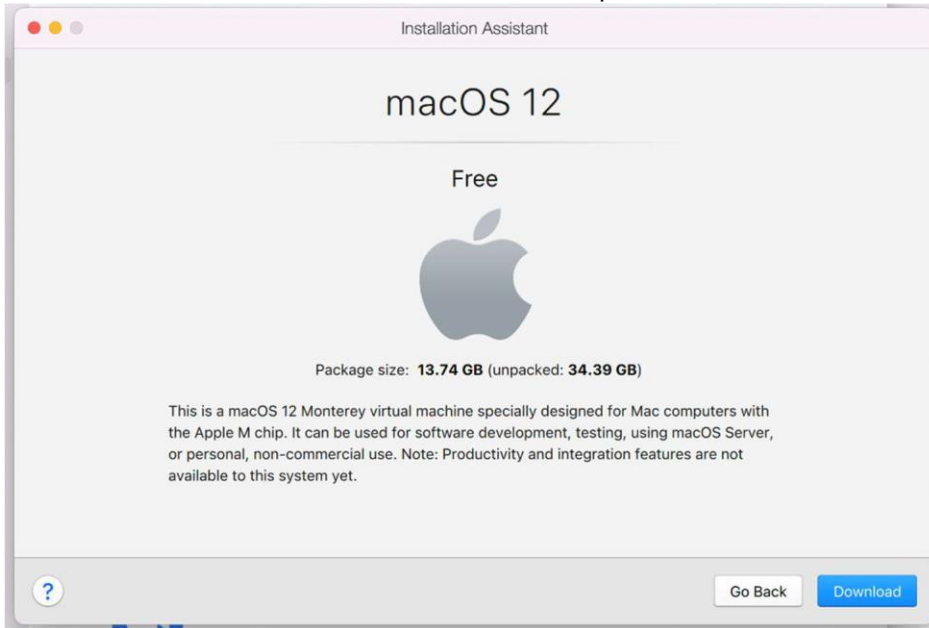 Installation Assistant
macOS 12
Free
Package size: 13.74 GB (unpacked: 34.39 GB)
This is a macOS 12 Monterey virtual machine specially designed for Mac computers with
the Apple M chip. It can be used for software development, testing, using macOS Server,
or personal, non-commercial use. Note: Productivity and integration features are not
available to this system yet.
?
Go Back
Download